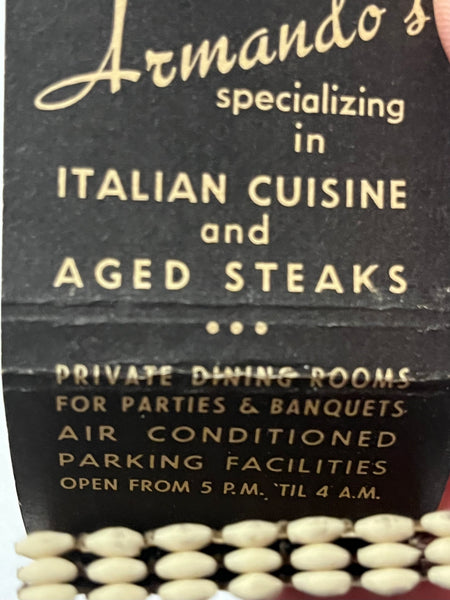 Armando's
specializing
in
ITALIAN CUISINE
and
AGED STEAKS
•••
PRIVATE DINING ROOMS
FOR PARTIES & BANQUETS
AIR CONDITIONED
PARKING FACILITIES
OPEN FROM 5 P.M. 'TIL 4 A.M.